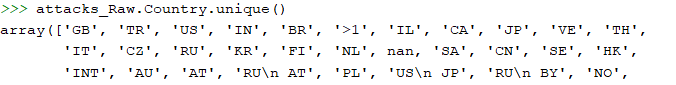 >>> attacks_Raw.Country.unique()
array(['GB', 'TR', 'US', 'IN', 'BR', '>1', 'IL', 'CA', 'JP', 'VE', 'TH',
       'IT', 'CZ', 'RU', 'KR', 'FI', 'NL', nan, 'SA', 'CN', 'SE', 'HK',
       'INT', 'AU', 'AT', 'RU\n AT', 'PL', 'US\n JP', 'RU\n BY', 'NO',